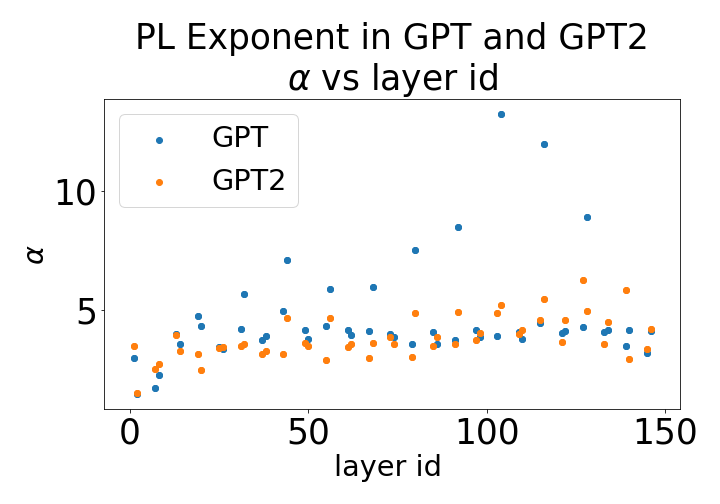 PL Exponent in GPT and GPT2
α vs layer id
GPT
GPT2
α
10
5
0
50
100
150
layer id